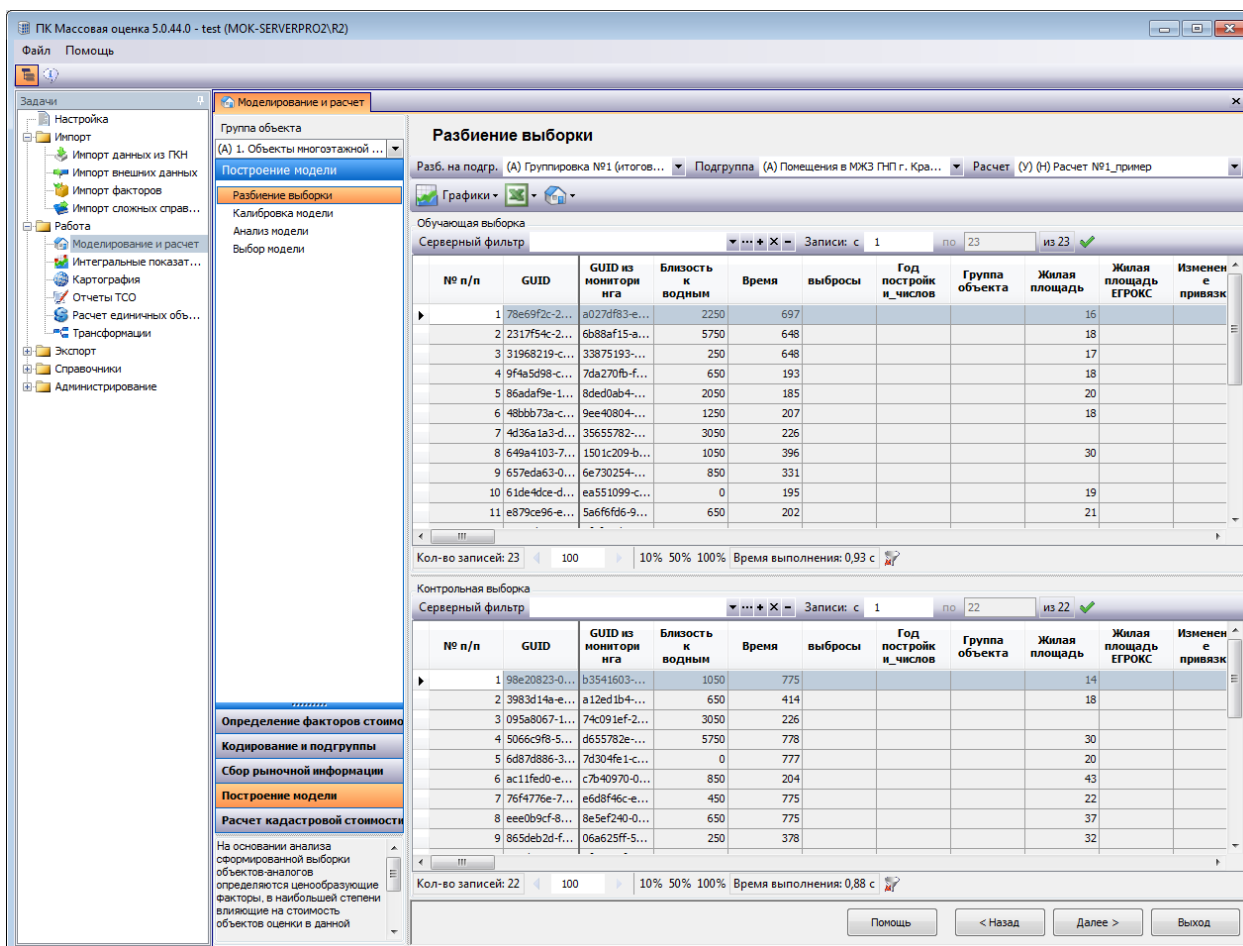 ПК Массовая оценка 5.0.44.0 - test (MOK-SERVERPRO2\R2)
Файл Помощь
Задачи
Настройка
Импорт
Импорт данных из ГКН
Импорт внешних данных
Импорт факторов
Импорт сложных справ...
Работа
Моделирование и расчет
Интегральные показат...
Картография
Отчеты ТСО
Расчет единичных объ...
Трансформации
Экспорт
Справочники
Администрирование
Моделирование и расчет
Группа объекта
(А) 1. Объекты многоэтажной ...
Построение модели
Разбиение выборки
Калибровка модели
Анализ модели
Выбор модели
Определение факторов стоимо
Кодирование и подгруппы
Сбор рыночной информации
Построение модели
Расчет кадастровой стоимости
На основании анализа
сформированной выборки
объектов-аналогов
определяются ценообразующие
факторы, в наибольшей степени
влияющие на стоимость
объектов оценки в данной
Разбиение выборки
Разб. на подгр. (А) Группировка №1 (итогов... Подгруппа (А) Помещения в МЖЗ ГНП г. Кра... Расчет (У) (Н) Расчет №1_пример
Графики
Обучающая выборка
Серверный фильтр Записи: с 1 по 23 из 23
№ п/п GUID GUID из монитори нга Близость к водным Время выбросы Год постройк и_числов Группа объекта Жилая площадь Жилая площадь ЕГРОКС Изменен е привязк
1 78e69f2c-2... a027df83-e... 2250 697 16
2 2317f54c-2... 6b88af15-a... 5750 648 18
3 31968219-c... 33875193-... 250 648 17
4 9f4a5d98-c... 7da270fb-f... 650 193 18
5 86adaf9e-1... 8ded0ab4-... 2050 185 20
6 48bbb73a-c... 9ee40804-... 1250 207 18
7 4d36a1a3-d... 35655782-... 3050 226
8 649a4103-7... 1501c209-b... 1050 396 30
9 657eda63-0... 6e730254-... 850 331
10 61de4dce-d... ea551099-c... 0 195 19
11 e879ce96-e... 5a6f6fd6-9... 650 202 21
Кол-во записей: 23 100 10% 50% 100% Время выполнения: 0,93 с
Контрольная выборка
Серверный фильтр Записи: с 1 по 22 из 22
№ п/п GUID GUID из монитори нга Близость к водным Время выбросы Год постройк и_числов Группа объекта Жилая площадь Жилая площадь ЕГРОКС Изменен е привязк
1 98e20823-0... b3541603-... 1050 775 14
2 3983d14a-e... a12ed1b4-... 650 414 18
3 095a8067-1... 74c091ef-2... 3050 226
4 5066c9f8-5... d655782e-... 5750 778 30
5 6d87d886-3... 7d304fe1-c... 0 777 20
6 ac11fed0-e... c7b40970-0... 850 204 43
7 76f4776e-7... e6d8f46c-e... 450 775 22
8 eee0b9cf-8... 8e5ef240-0... 650 775 37
9 865deb2d-f... 06a625ff-5... 250 378 32
Кол-во записей: 22 100 10% 50% 100% Время выполнения: 0,88 с
Помощь < Назад Далее > Выход